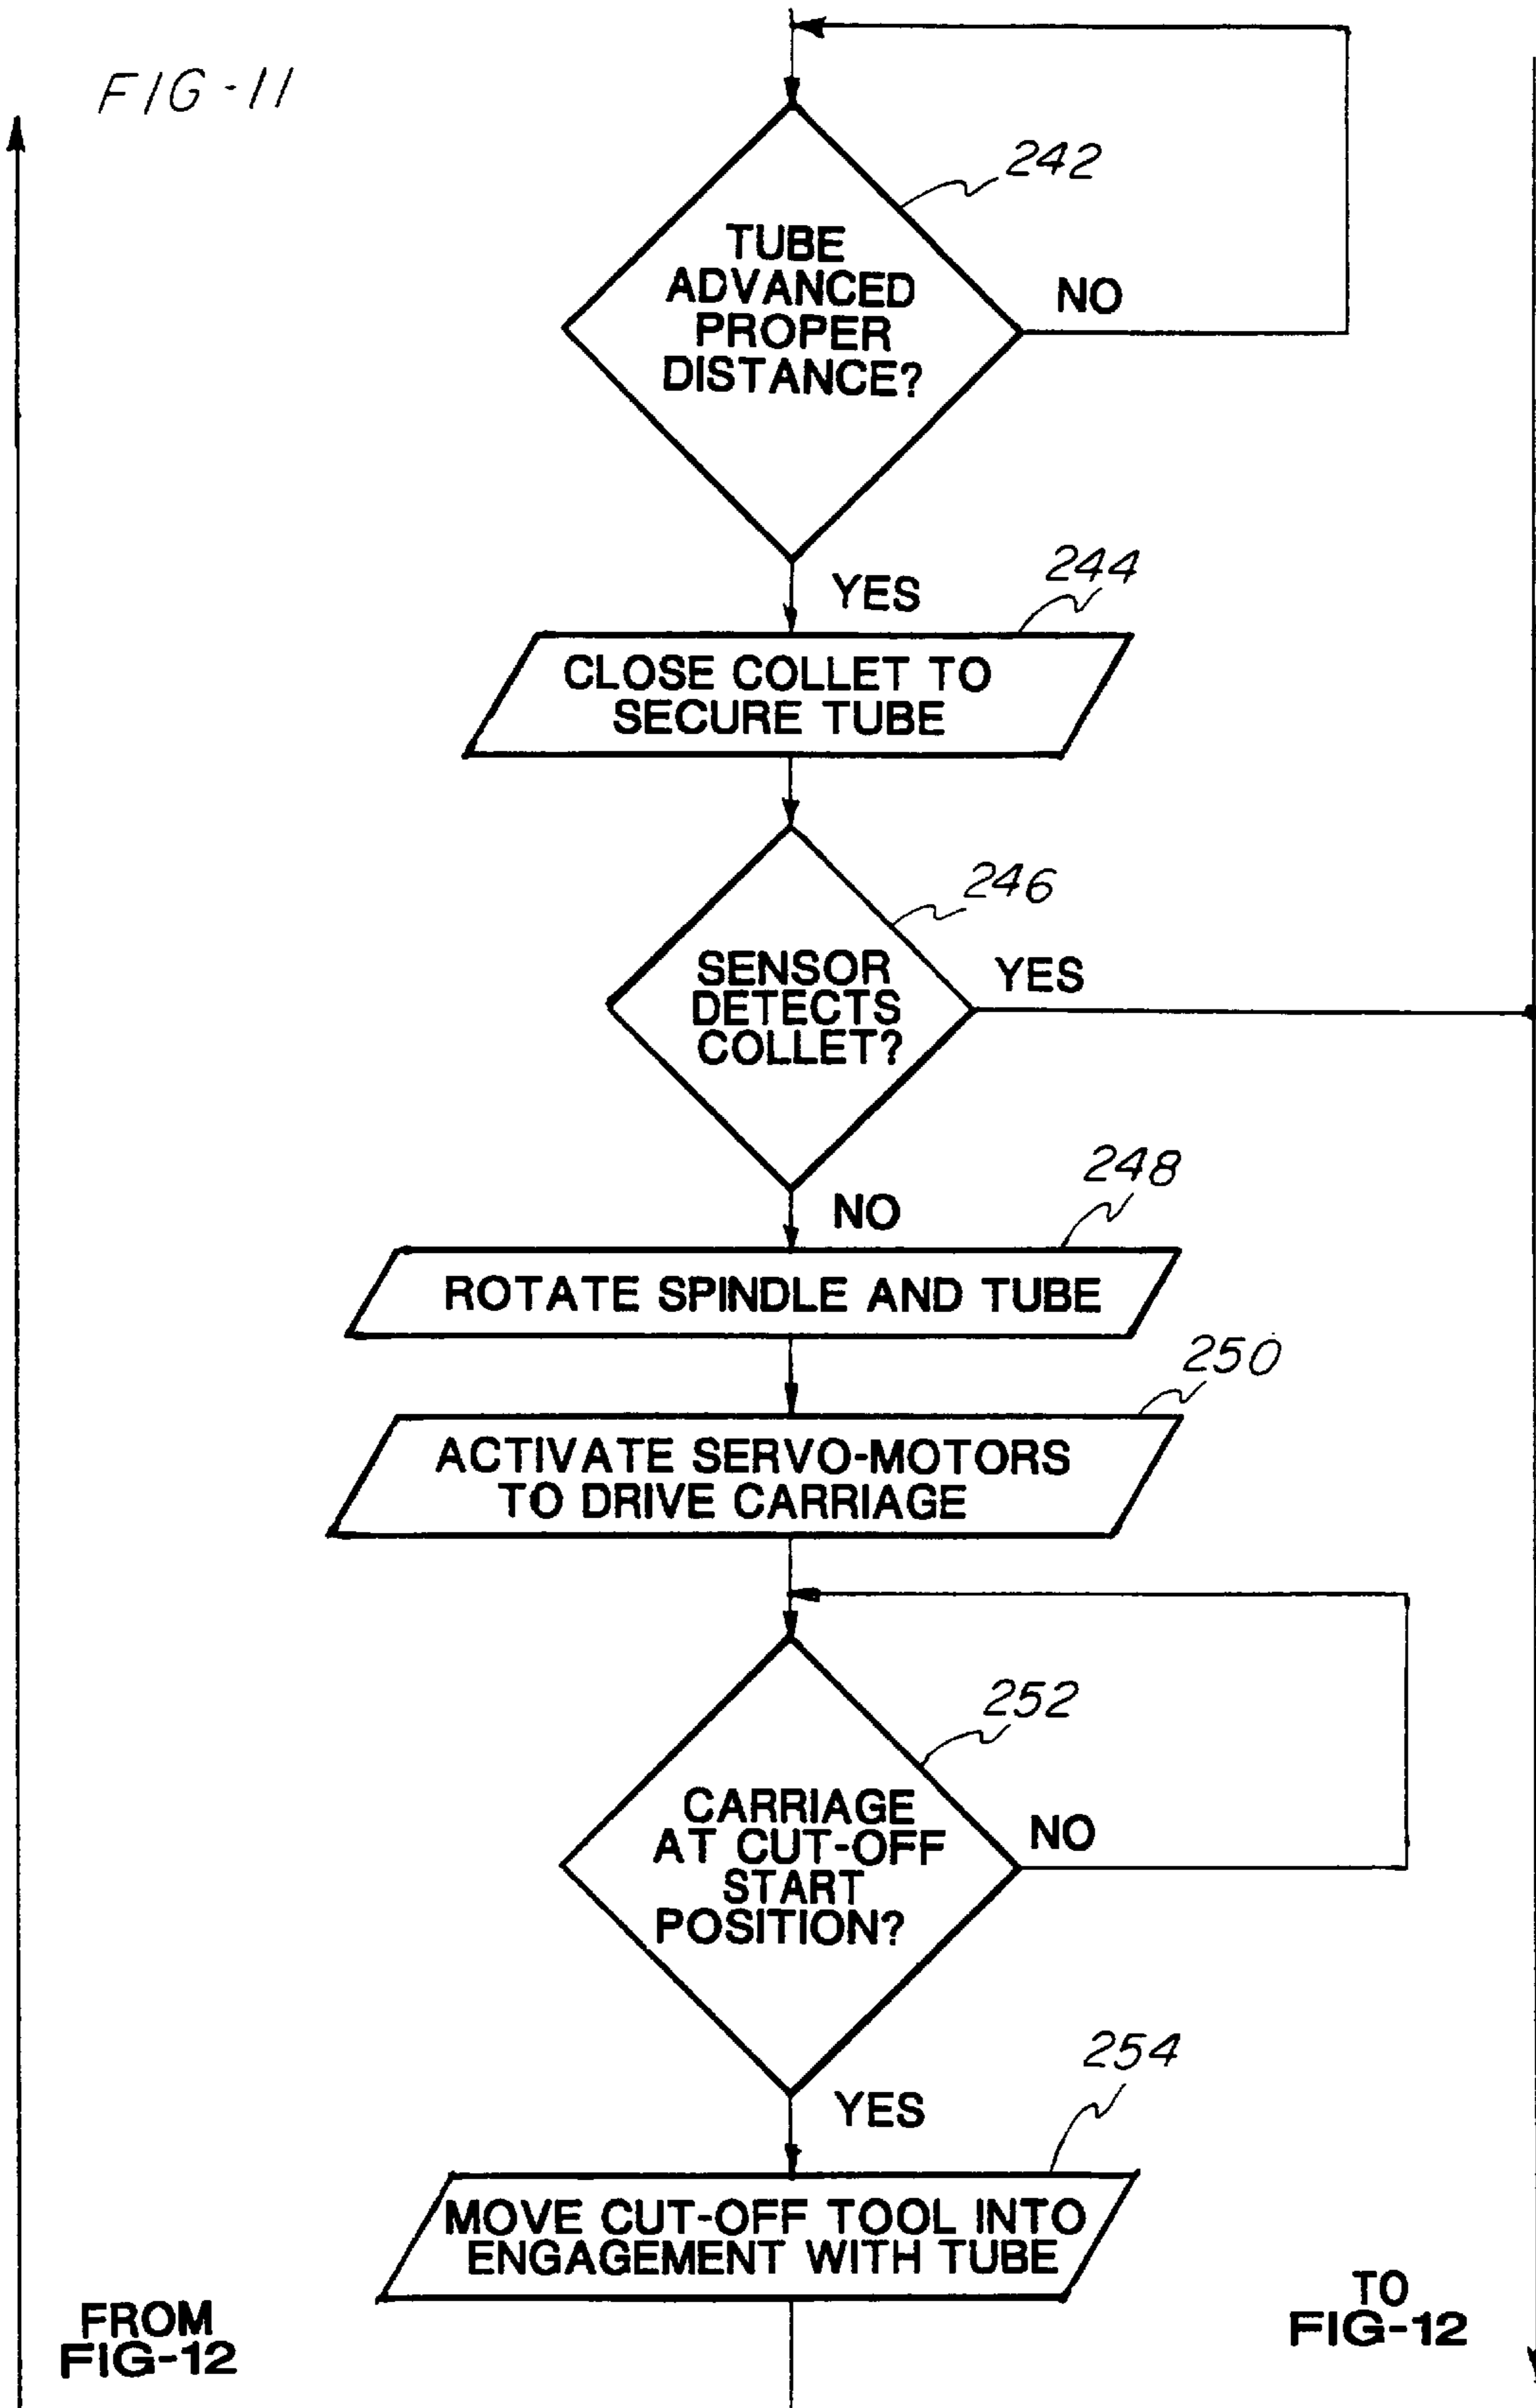 FIG-11
242
TUBE
ADVANCED
PROPER
DISTANCE?
NO
YES
244
CLOSE COLLET TO
SECURE TUBE
246
SENSOR
DETECTS
COLLET?
YES
NO
248
ROTATE SPINDLE AND TUBE
250
ACTIVATE SERVO-MOTORS
TO DRIVE CARRIAGE
252
CARRIAGE
AT CUT-OFF
START
POSITION?
NO
YES
254
MOVE CUT-OFF TOOL INTO
ENGAGEMENT WITH TUBE
FROM
FIG-12
TO
FIG-12